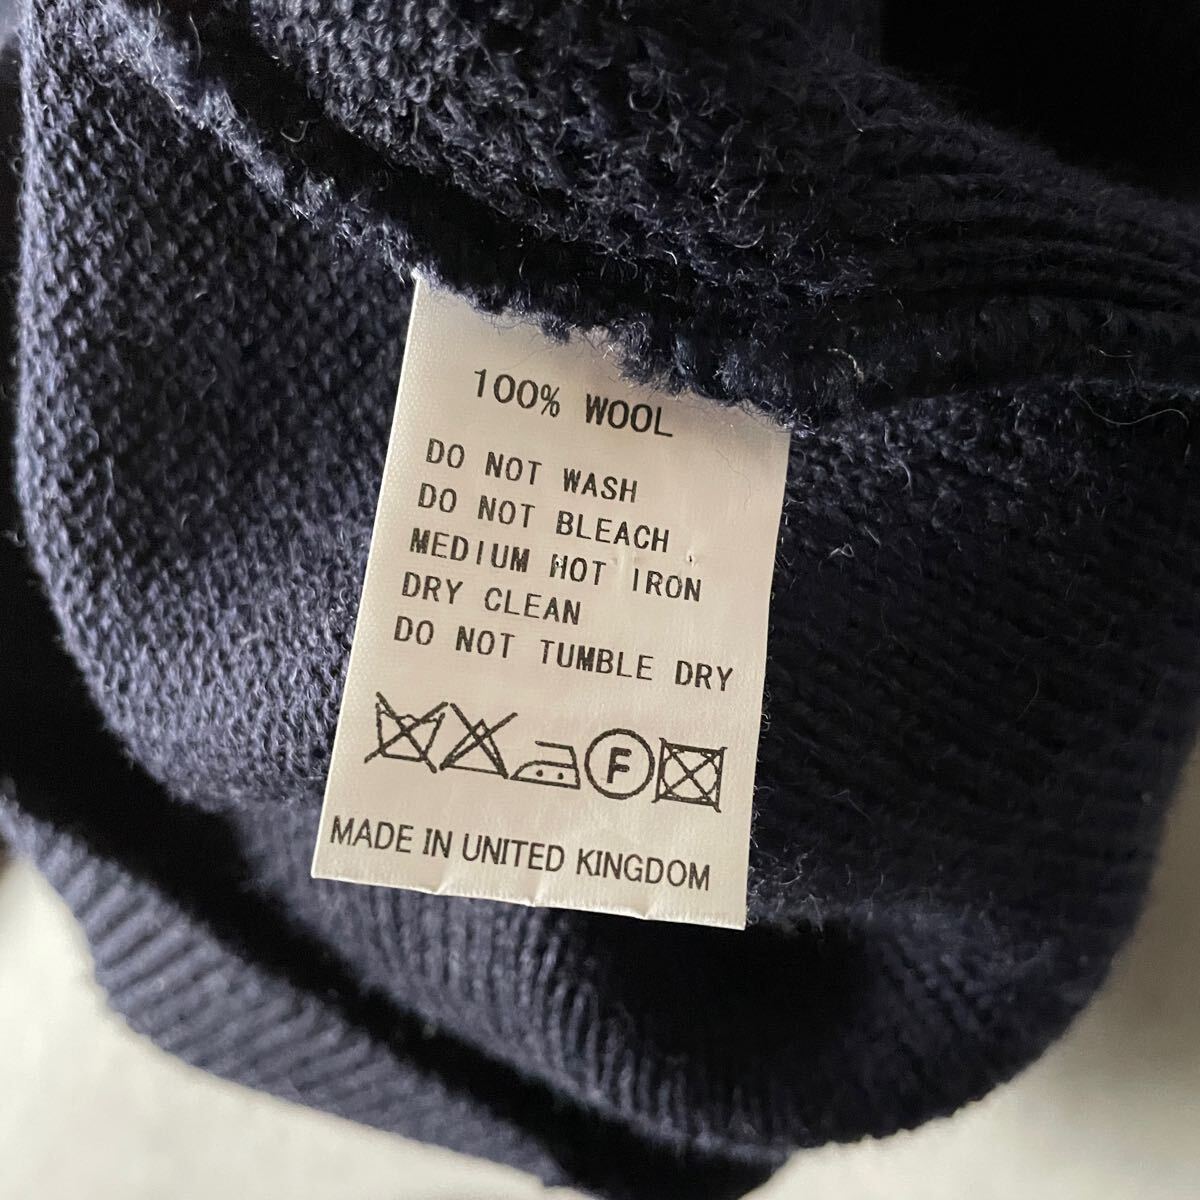 100% WOOL
DO NOT WASH
DO NOT BLEACH
MEDIUM HOT IRON
DRY CLEAN
DO NOT TUMBLE DRY
F
MADE IN UNITED KINGDOM